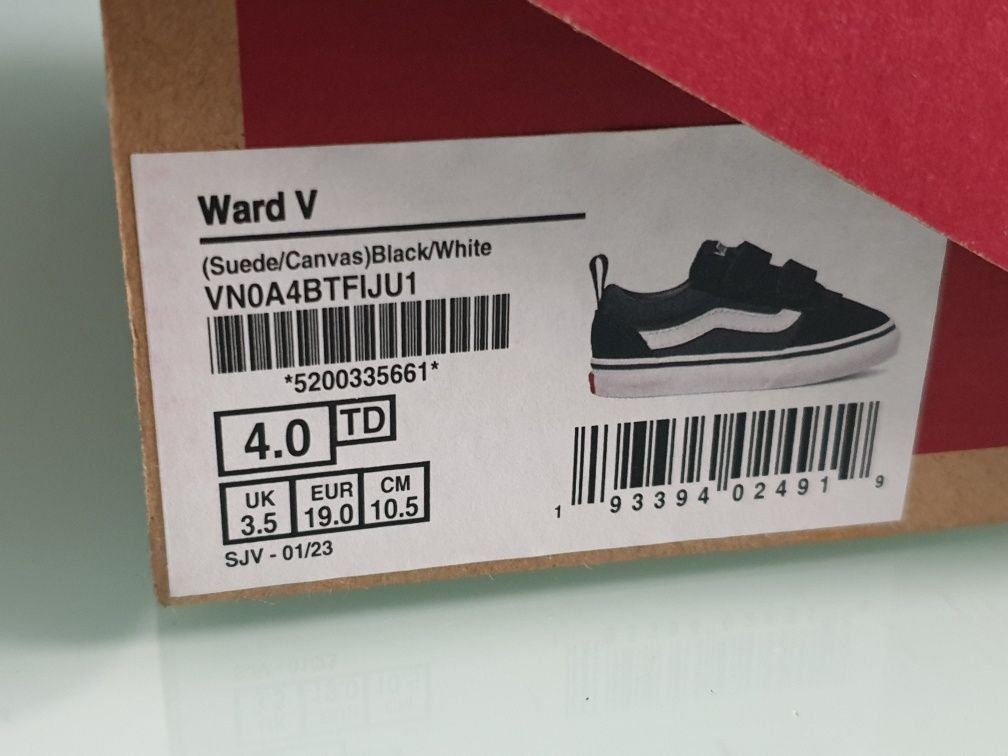 Ward V
(Suede/Canvas)Black/White
VN0A4BTFIJU1
*5200335661*
4.0 TD
UK EUR CM
3.5 19.0 10.5
SJV - 01/23
1 93394 02491 9